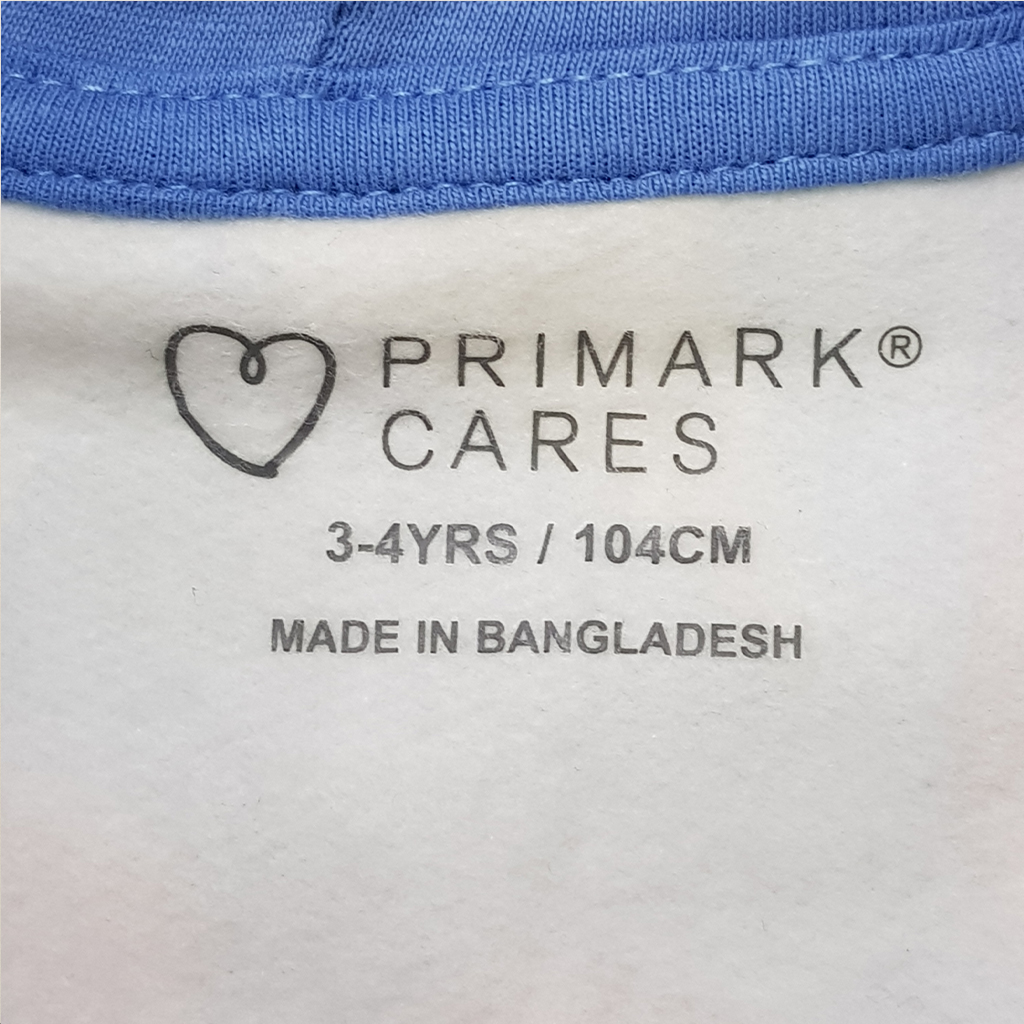 PRIMARK®
CARES
3-4YRS / 104CM
MADE IN BANGLADESH